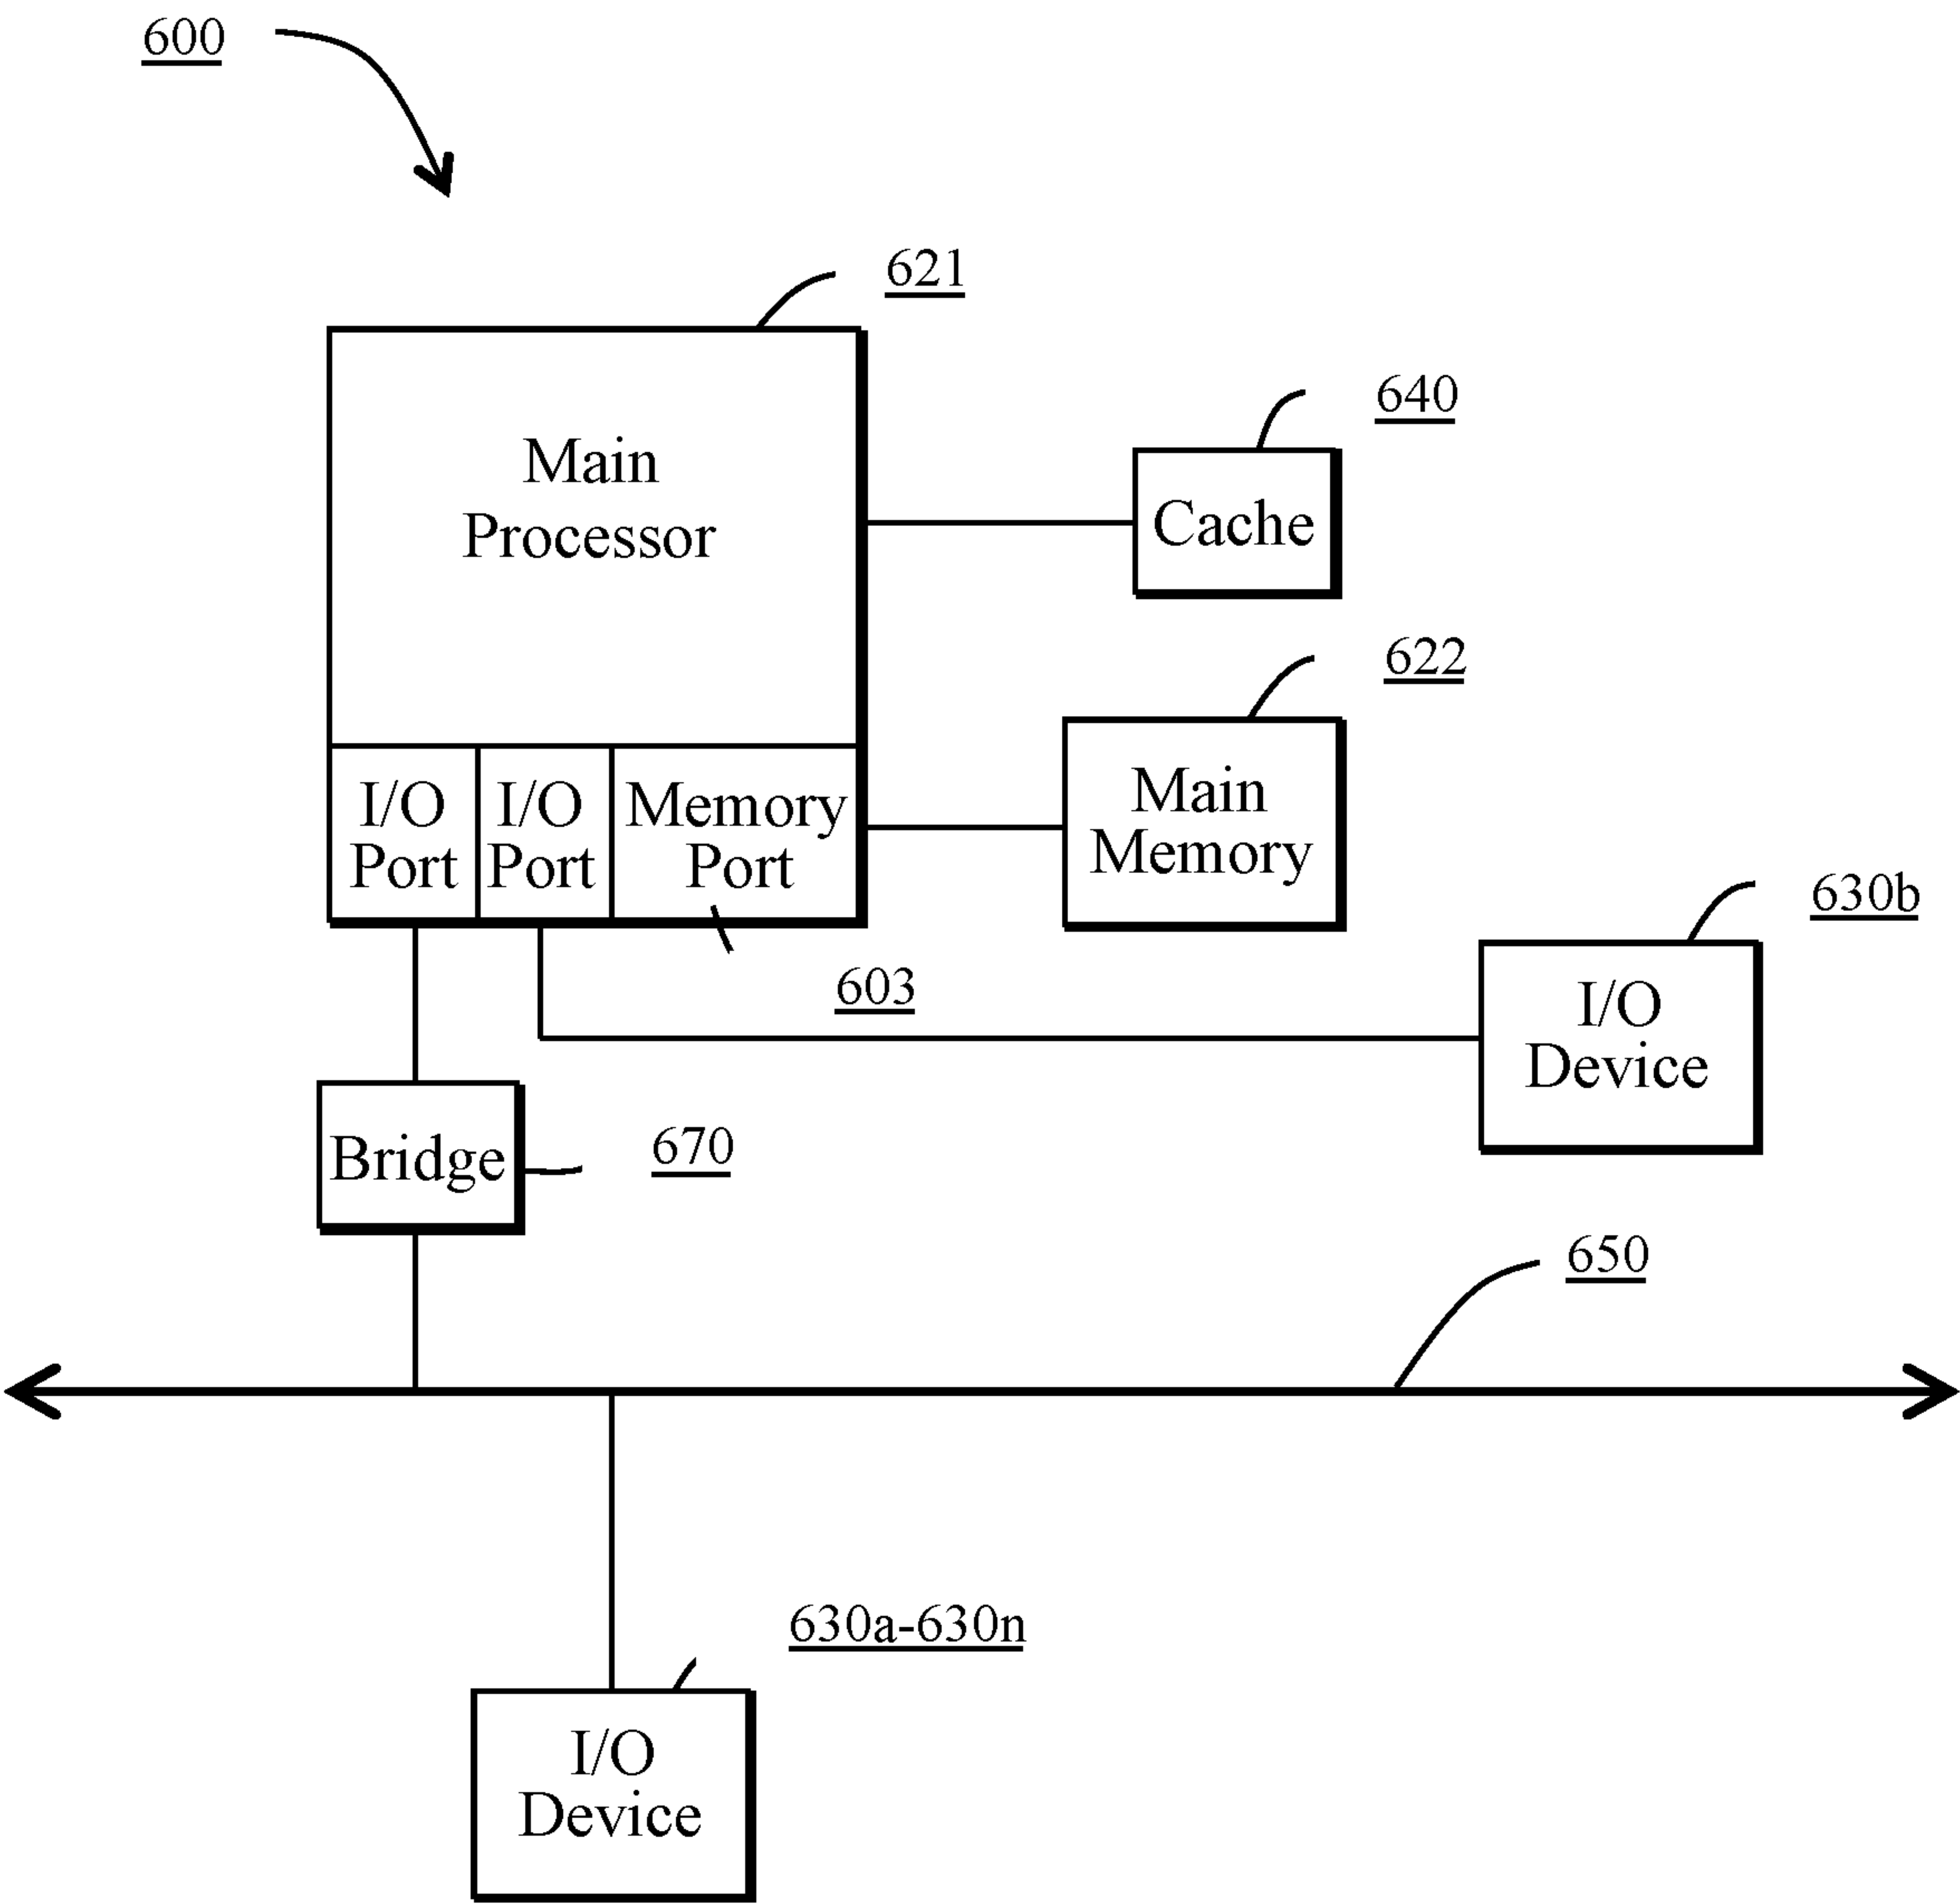 600
621
640
Main
Processor
Cache
622
I/O
Port
I/O
Port
Memory
Port
Main
Memory
630b
603
I/O
Device
Bridge
670
650
630a-630n
I/O
Device